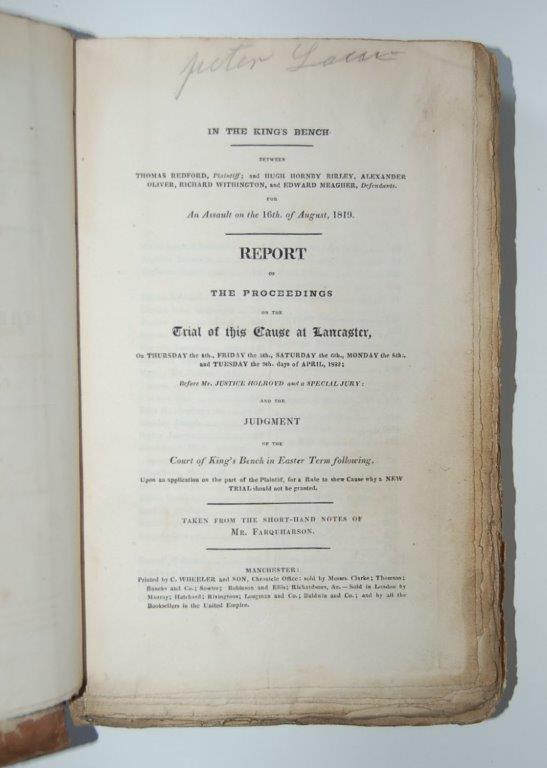 peter
IN THE KING'S BENCH
BETWEEN
THOMAS REDFORD, Plaintiff; and HUGH HORNBY BIRLEY, ALEXANDER
OLIVER, RICHARD WITHINGTON, and EDWARD MEAGHER, Defendants.
FOR
An Assault on the 16th. of August, 1819.
REPORT
OF
THE PROCEEDINGS
ON THE
Trial of this Cause at Lancaster,
On THURSDAY the 4th., FRIDAY the 5th., SATURDAY the 6th., MONDAY the 8th.,
and TUESDAY the 9th. days of APRIL, 1822;
Before Mr. JUSTICE HOLROYD and a SPECIAL JURY:
AND THE
JUDGMENT
OF THE
Court of King's Bench in Easter Term following,
Upon an application on the part of the Plaintiff, for a Rule to shew Cause why a NEW
TRIAL should not be granted.
TAKEN FROM THE SHORT-HAND NOTES OF
MR. FARQUHARSON.
MANCHESTER:
Printed by C. WHEELER and SON, Chronicle Office: sold by Messrs. Clarke; Thomson;
Bancks and Co.; Sowler; Robinson and Ellis; Richardsons, &c.—Sold in London by
Murray; Hatchard; Rivingtons; Longman and Co.; Baldwin and Co.; and by all the
Booksellers in the United Empire.